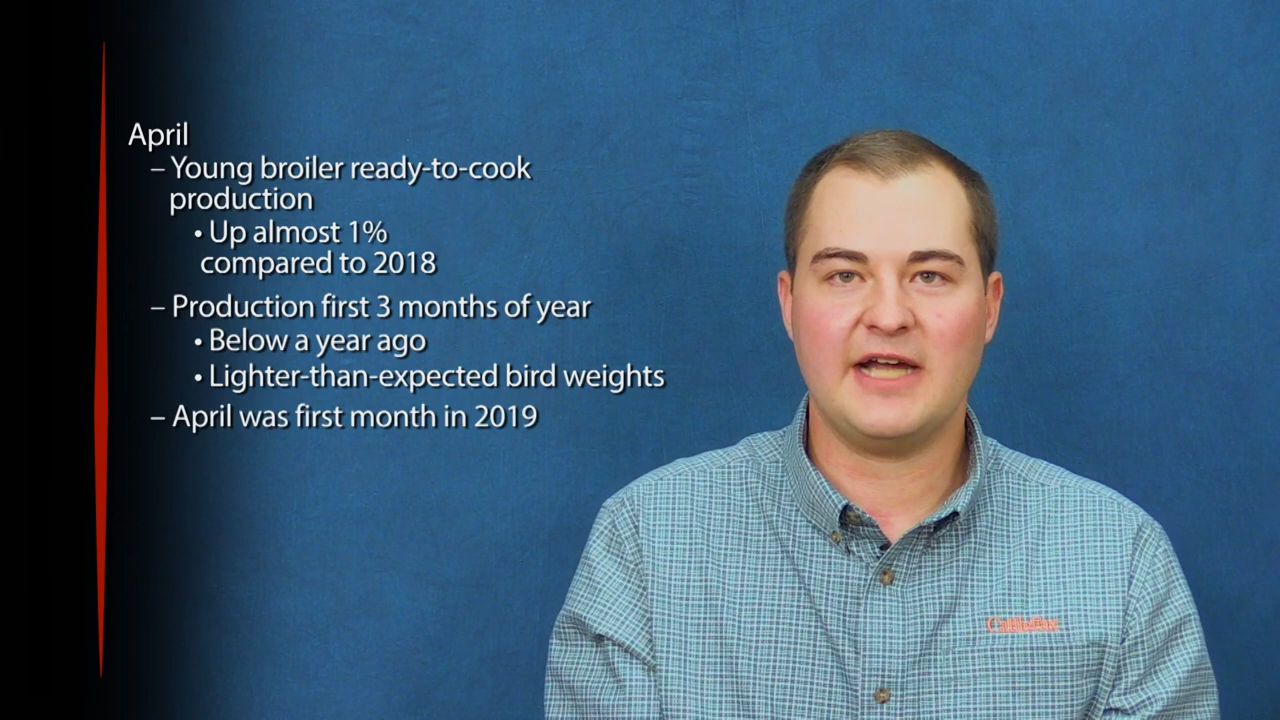 April
– Young broiler ready-to-cook
production
• Up almost 1%
compared to 2018
– Production first 3 months of year
• Below a year ago
• Lighter-than-expected bird weights
– April was first month in 2019
CattleFax